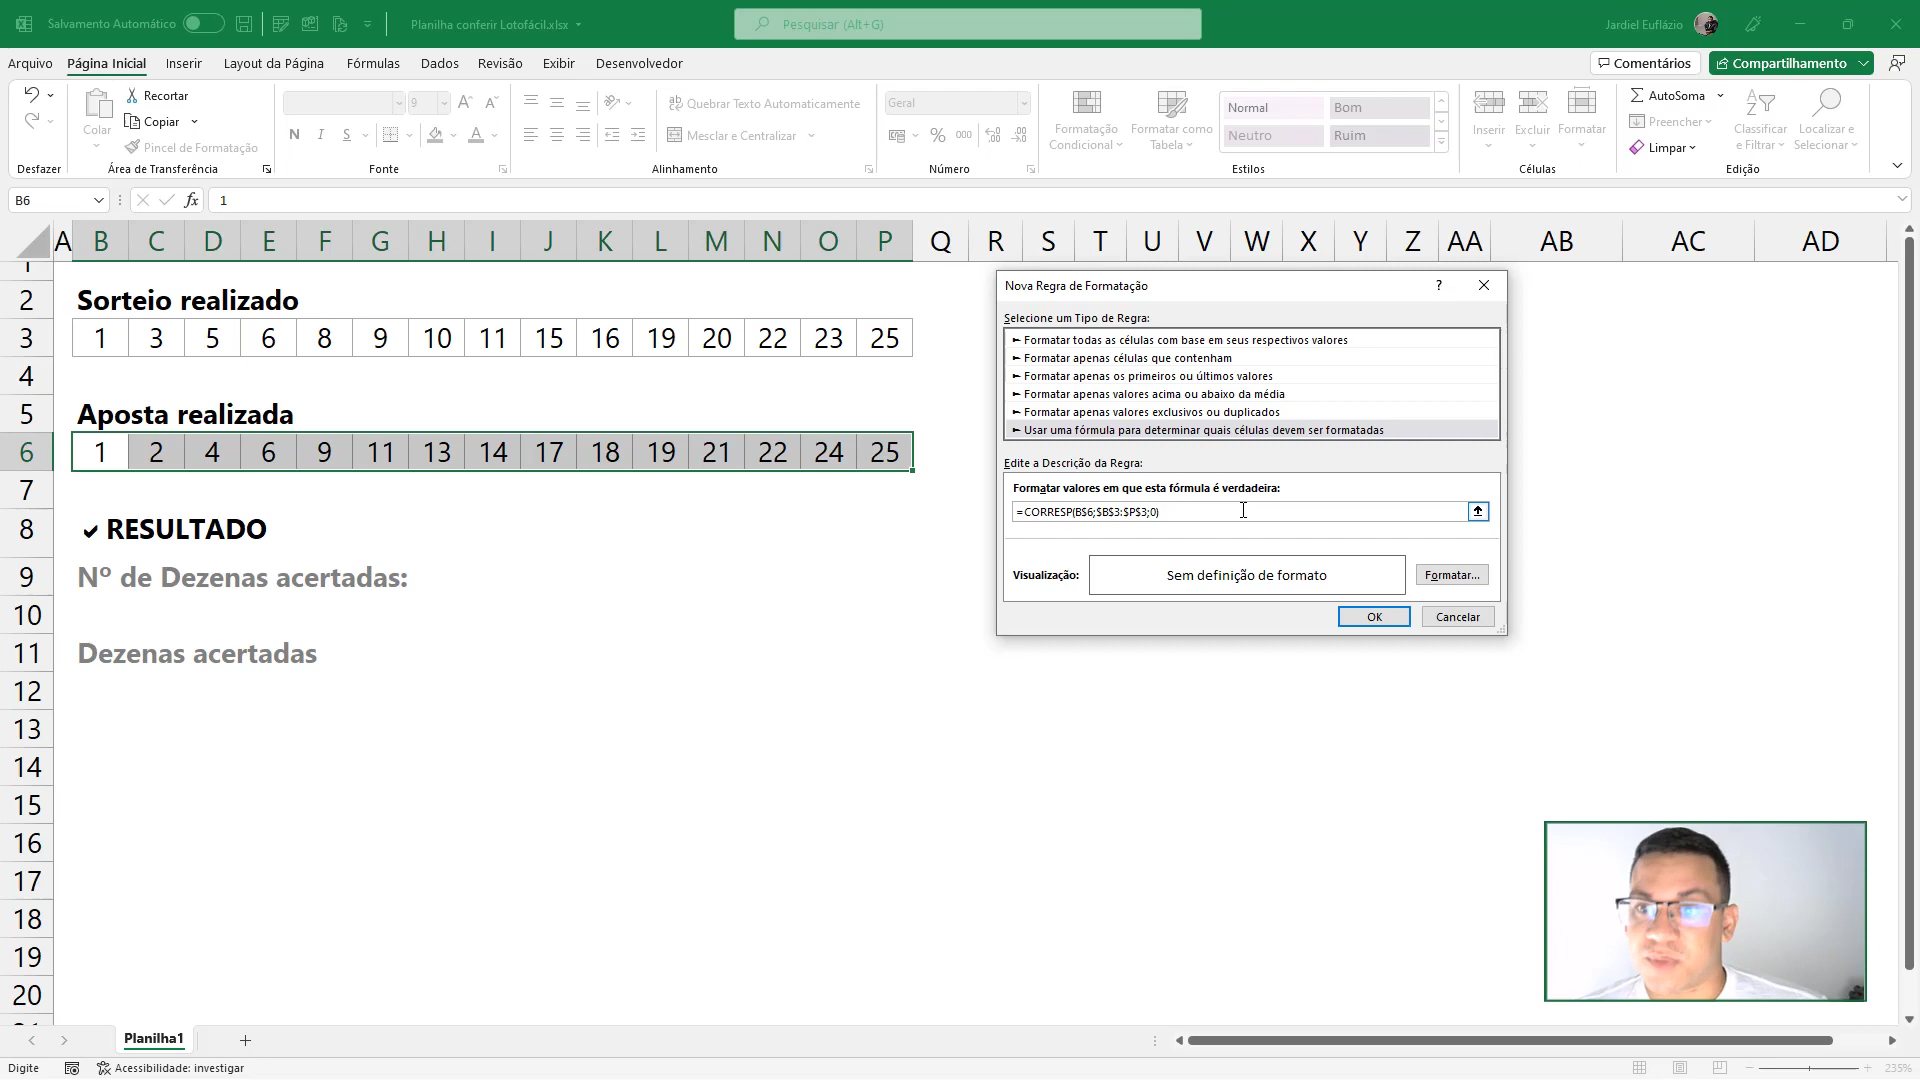 Salvamento Automático
Planilha conferir Lotofácil.xlsx
Pesquisar (Alt+G)
Jardiel Euflázio
Arquivo Página Inicial Inserir Layout da Página Fórmulas Dados Revisão Exibir Desenvolvedor
Comentários Compartilhamento
Colar
Recortar
Copiar
Pincel de Formatação
9
N I S
Quebrar Texto Automaticamente
Mesclar e Centralizar
Geral
% 000
Formatação Condicional
Formatar como Tabela
Normal Bom
Neutro Ruim
Inserir Excluir Formatar
AutoSoma
Preencher
Limpar
Classificar e Filtrar
Localizar e Selecionar
Desfazer Área de Transferência Fonte Alinhamento Número Estilos Células Edição
B6 fx 1
A B C D E F G H I J K L M N O P Q R S T U V W X Y Z AA AB AC AD
1
2 Sorteio realizado
3 1 3 5 6 8 9 10 11 15 16 19 20 22 23 25
4
5 Aposta realizada
6 1 2 4 6 9 11 13 14 17 18 19 21 22 24 25
7
8 RESULTADO
9 Nº de Dezenas acertadas:
10
11 Dezenas acertadas
12
13
14
15
16
17
18
19
20
Nova Regra de Formatação
?
Selecione um Tipo de Regra:
Formatar todas as células com base em seus respectivos valores
Formatar apenas células que contenham
Formatar apenas os primeiros ou últimos valores
Formatar apenas valores acima ou abaixo da média
Formatar apenas valores exclusivos ou duplicados
Usar uma fórmula para determinar quais células devem ser formatadas
Edite a Descrição da Regra:
Formatar valores em que esta fórmula é verdadeira:
=CORRESP(B$6;$B$3:$P$3;0)
Visualização: Sem definição de formato Formatar...
OK Cancelar
Planilha1
Digite Acessibilidade: investigar
235%